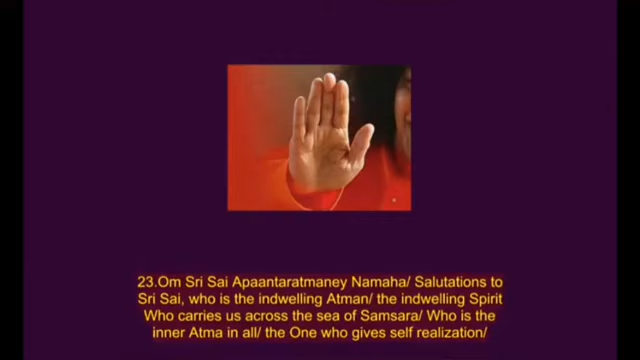 23.Om Sri Sai Apaantaratmaney Namaha/ Salutations to
Sri Sai, who is the indwelling Atman/ the indwelling Spirit
Who carries us across the sea of Samsara/ Who is the
inner Atma in all/ the One who gives self realization/